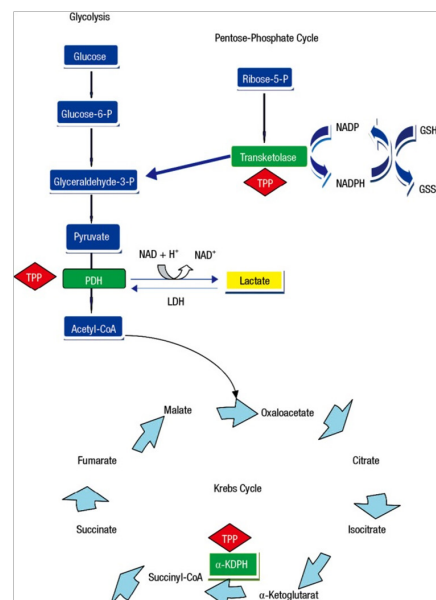 Glycolysis
Pentose-Phosphate Cycle
Glucose
Ribose-5-P
Glucose-6-P
NADP
GSH
Transketolase
TPP
NADPH
GSS
Glyceraldehyde-3-P
Pyruvate
NAD + H⁺
NAD⁺
TPP
PDH
Lactate
LDH
Acetyl-CoA
Malate
Oxaloacetate
Fumarate
Citrate
Krebs Cycle
Succinate
Isocitrate
TPP
α-KDPH
Succinyl-CoA
α-Ketoglutarat